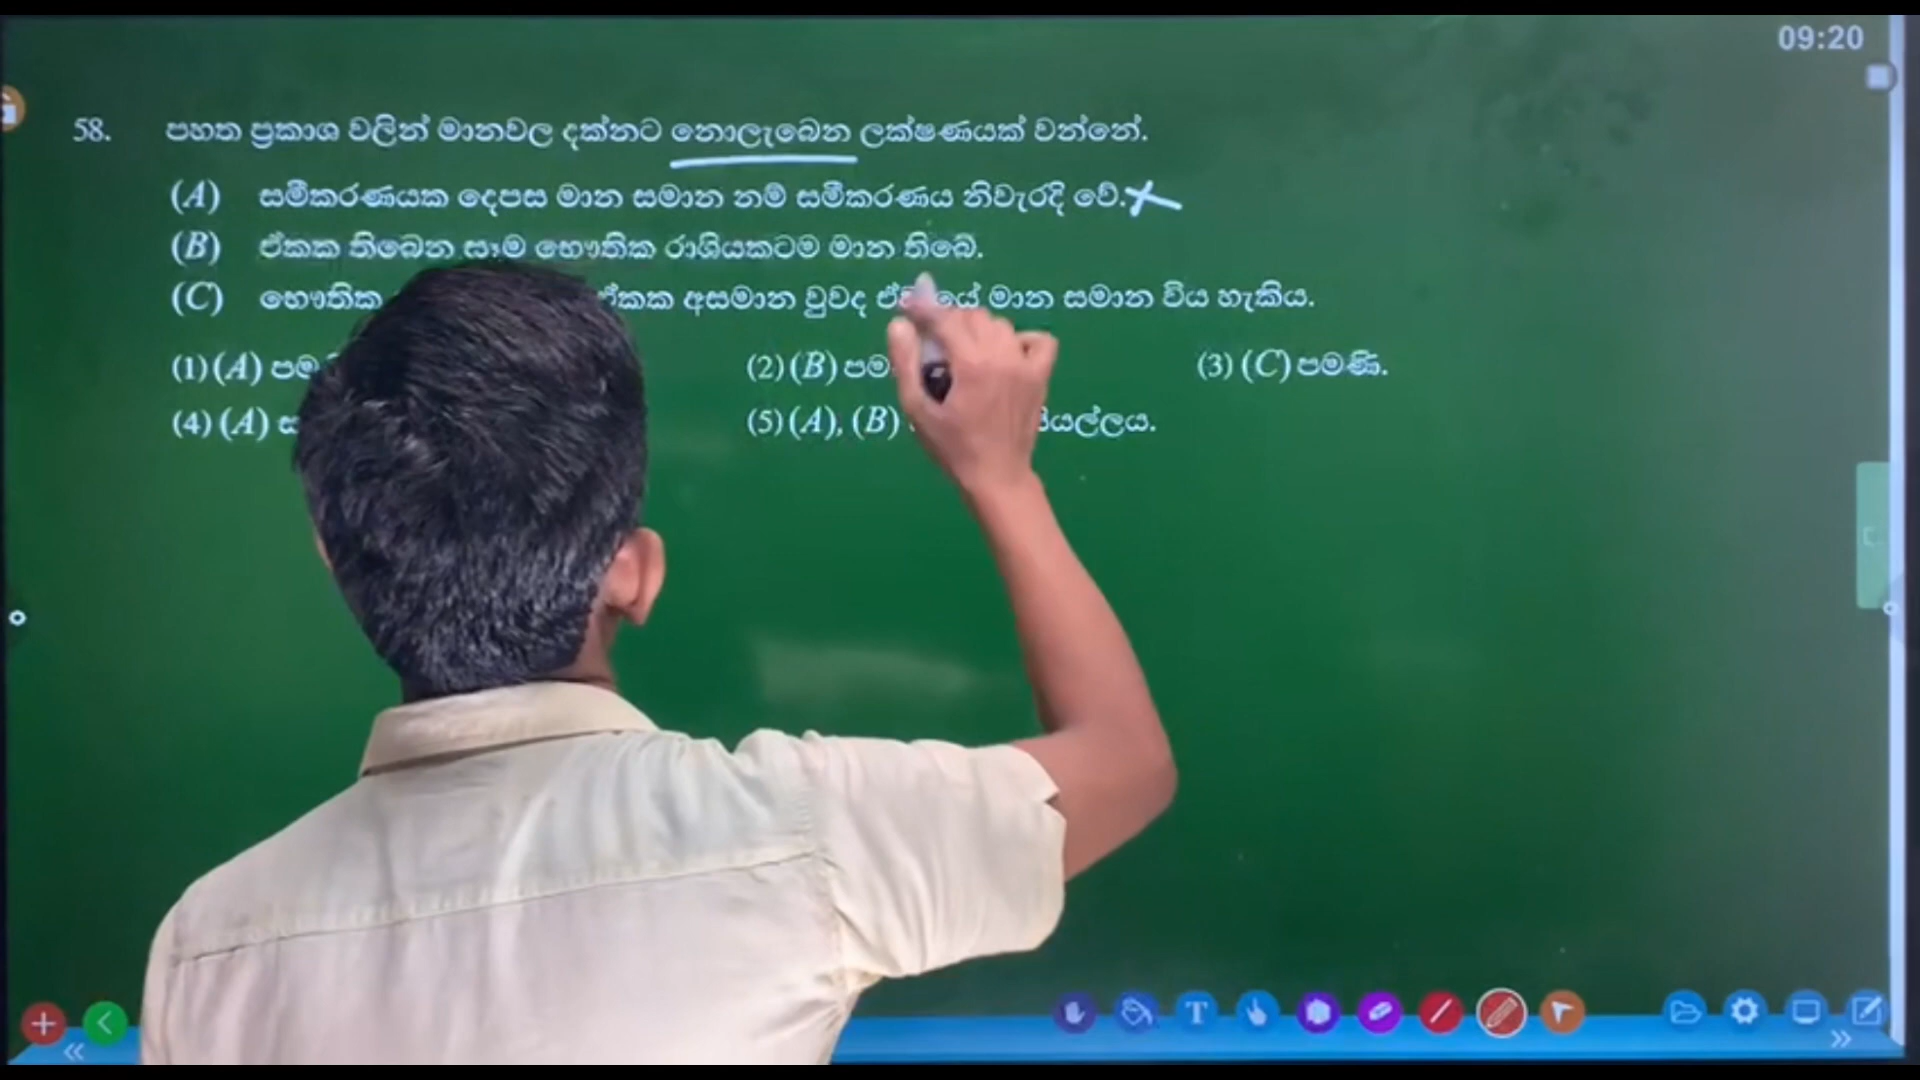 09:20
58. පහත ප්‍රකාශ වලින් මානවල දක්නට නොලැබෙන ලක්ෂණයක් වන්නේ.
(A) සමීකරණයක දෙපස මාන සමාන නම් සමීකරණය නිවැරදි වේ.
(B) ඒකක තිබෙන සෑම භෞතික රාශියකටම මාන තිබේ.
(C) භෞතික අසමාන වුවද මාන සමාන විය හැකිය.
(1) (A) (2) (B) (3) (C) පමණි.
(4) (A) (5) (A), (B) සියල්ලය.
T